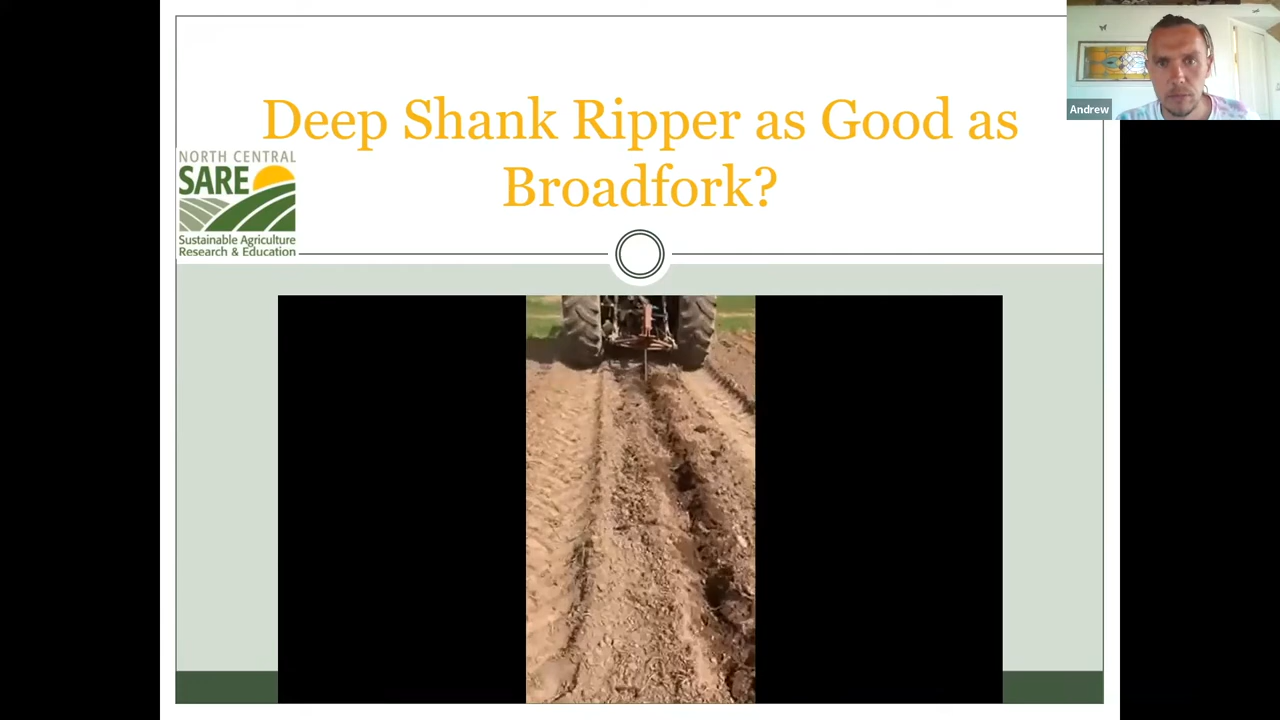 Deep Shank Ripper as Good as
Broadfork?
NORTH CENTRAL
SARE
Sustainable Agriculture
Research & Education
Andrew